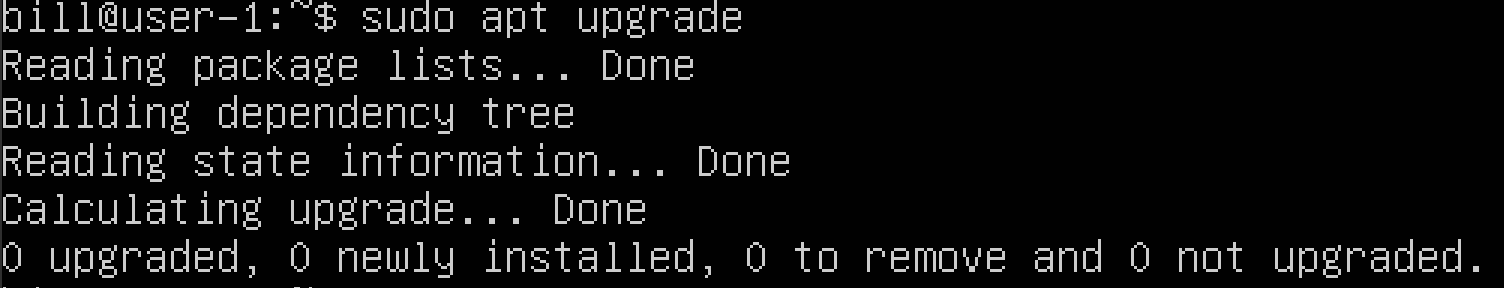 bill@user-1:~$ sudo apt upgrade
Reading package lists... Done
Building dependency tree
Reading state information... Done
Calculating upgrade... Done
0 upgraded, 0 newly installed, 0 to remove and 0 not upgraded.